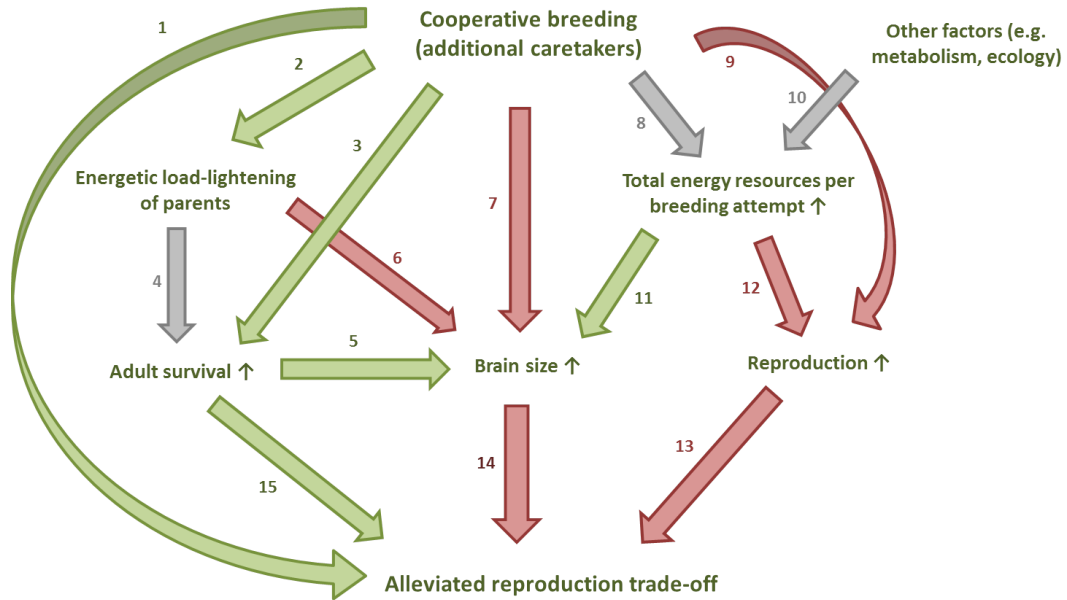 1
Cooperative breeding
(additional caretakers)
Other factors (e.g.
metabolism, ecology)
2
9
10
8
3
Energetic load-lightening
of parents
Total energy resources per
breeding attempt ↑
7
4
6
11
12
5
Adult survival ↑
Brain size ↑
Reproduction ↑
15
14
13
Alleviated reproduction trade-off